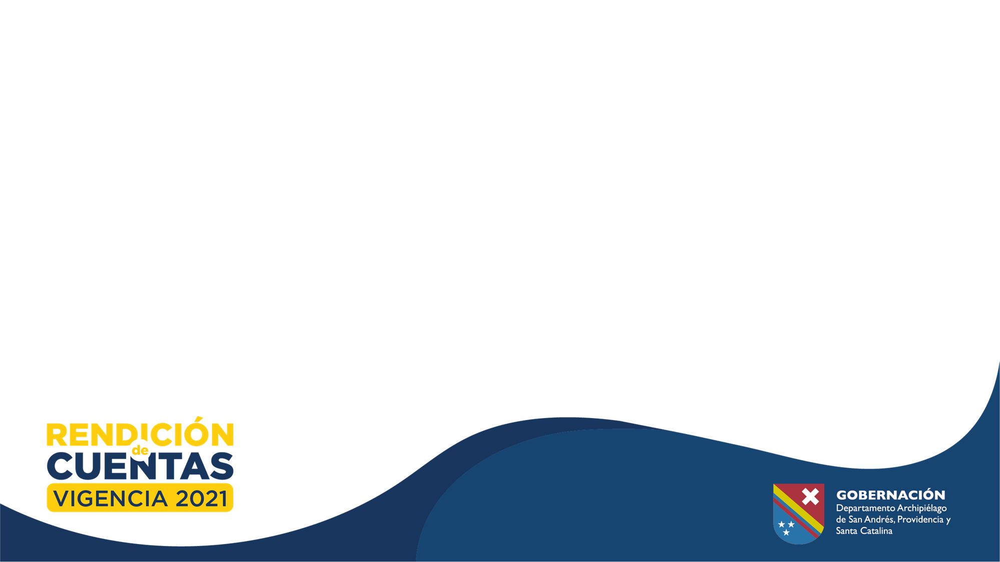 RENDICIÓN
de
CUENTAS
VIGENCIA 2021
GOBERNACIÓN
Departamento Archipiélago
de San Andrés, Providencia y
Santa Catalina